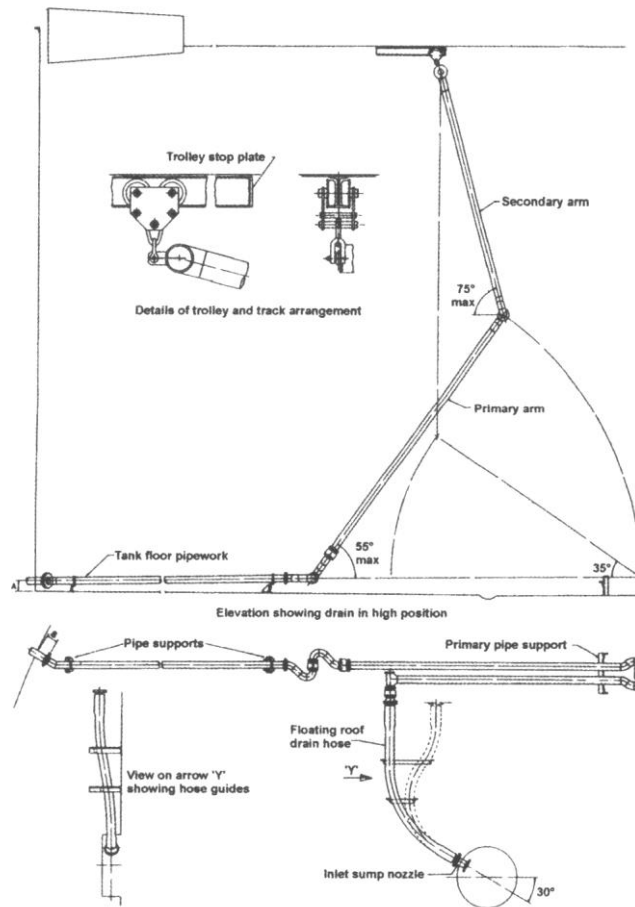 Trolley stop plate
Secondary arm
75°
max
Details of trolley and track arrangement
Primary arm
Tank floor pipework
55°
max
35°
A
Elevation showing drain in high position
Pipe supports
Primary pipe support
Floating roof
drain hose
'Y'
View on arrow 'Y'
showing hose guides
Inlet sump nozzle
30°